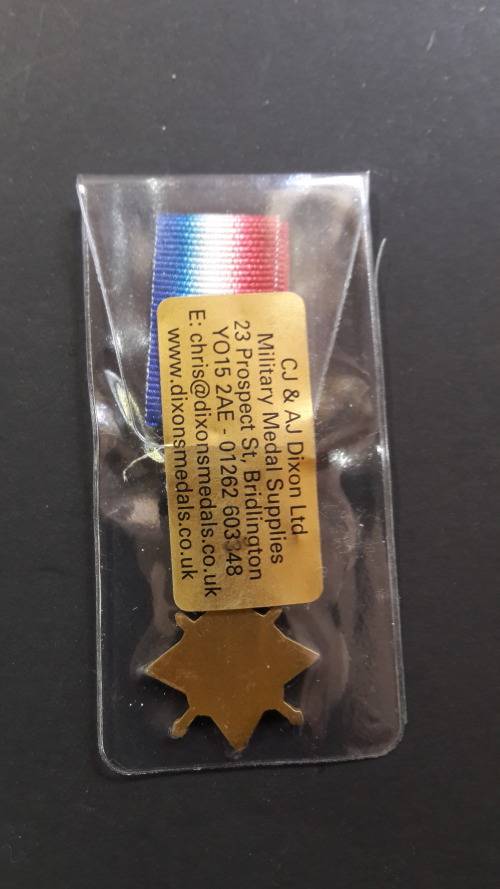 CJ & AJ Dixon Ltd
Military Medal Supplies
23 Prospect St, Bridlington
YO15 2AE - 01262 603348
E: chris@dixonsmedals.co.uk
www.dixonsmedals.co.uk